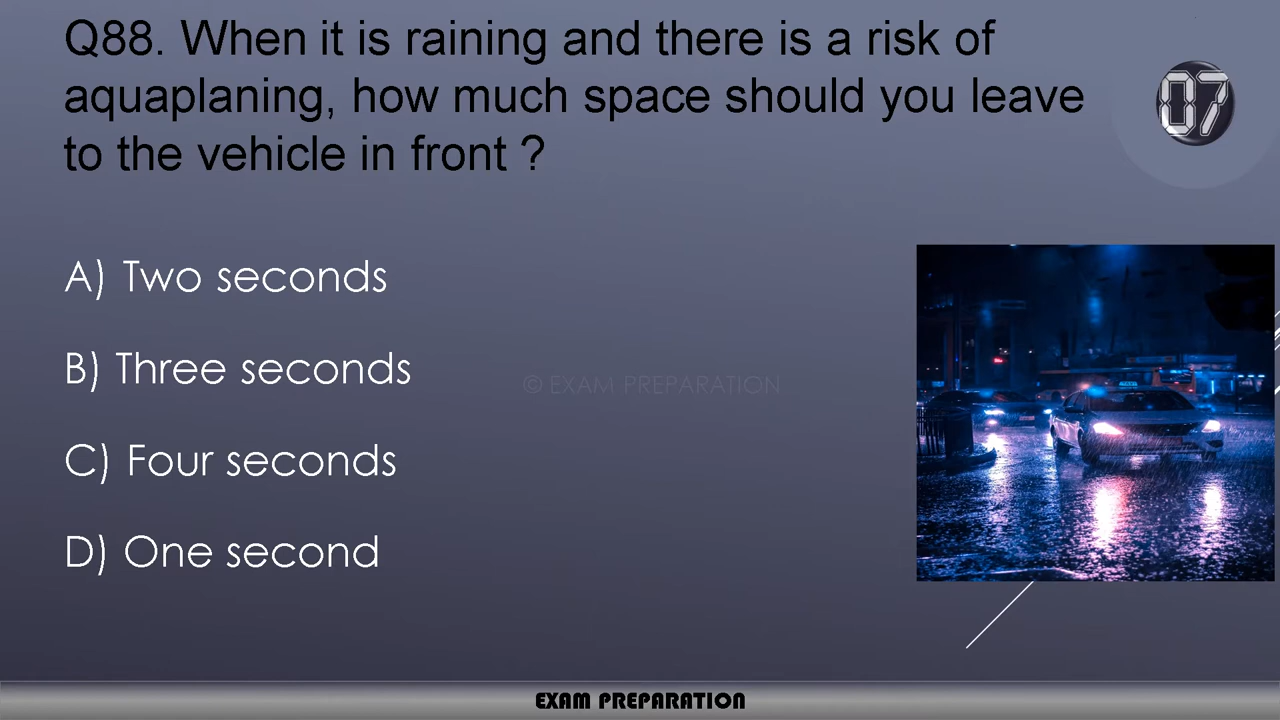 Q88. When it is raining and there is a risk of
aquaplaning, how much space should you leave
to the vehicle in front ?
07
A) Two seconds
B) Three seconds
© EXAM PREPARATION
C) Four seconds
D) One second
EXAM PREPARATION